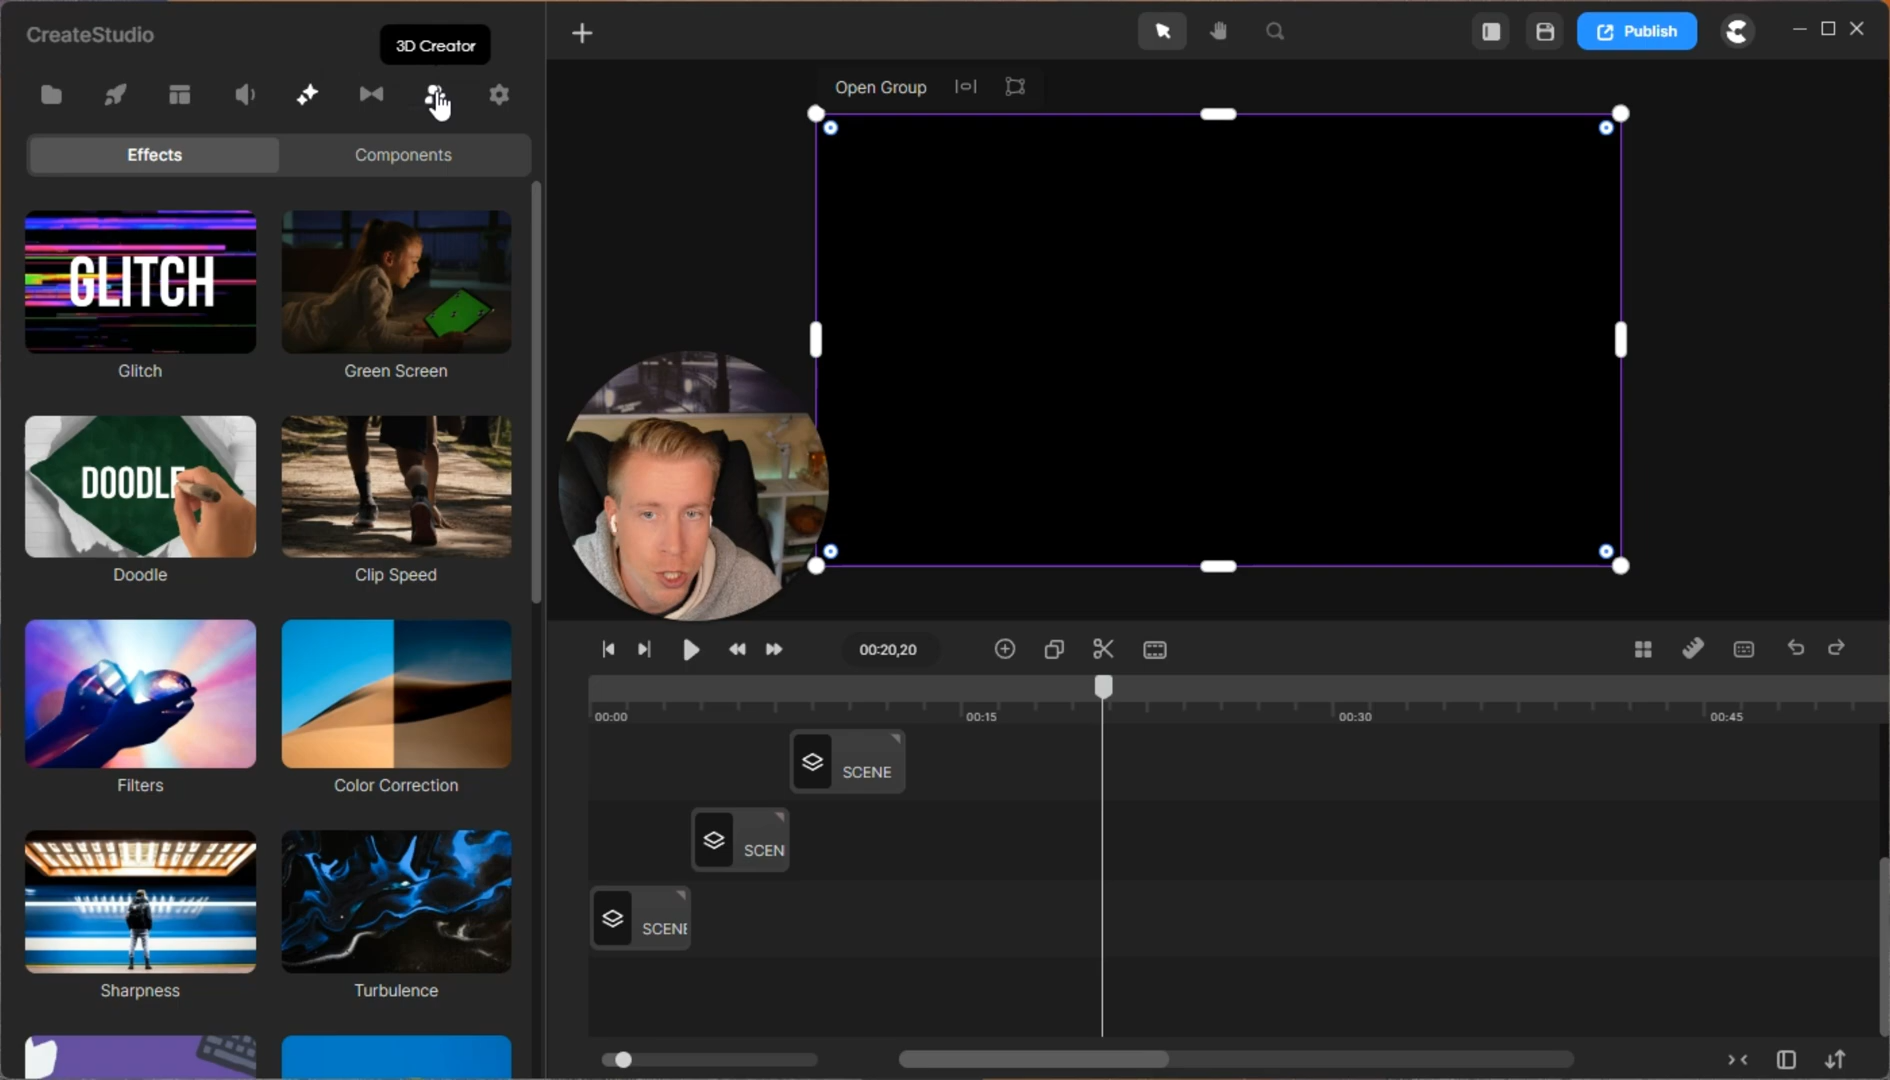 CreateStudio
3D Creator
Publish
Effects
Components
Open Group
GLITCH
Glitch
Green Screen
DOODLE
Doodle
Clip Speed
Filters
Color Correction
Sharpness
Turbulence
00:20,20
00:00
00:15
00:30
00:45
SCENE
SCEN
SCENE